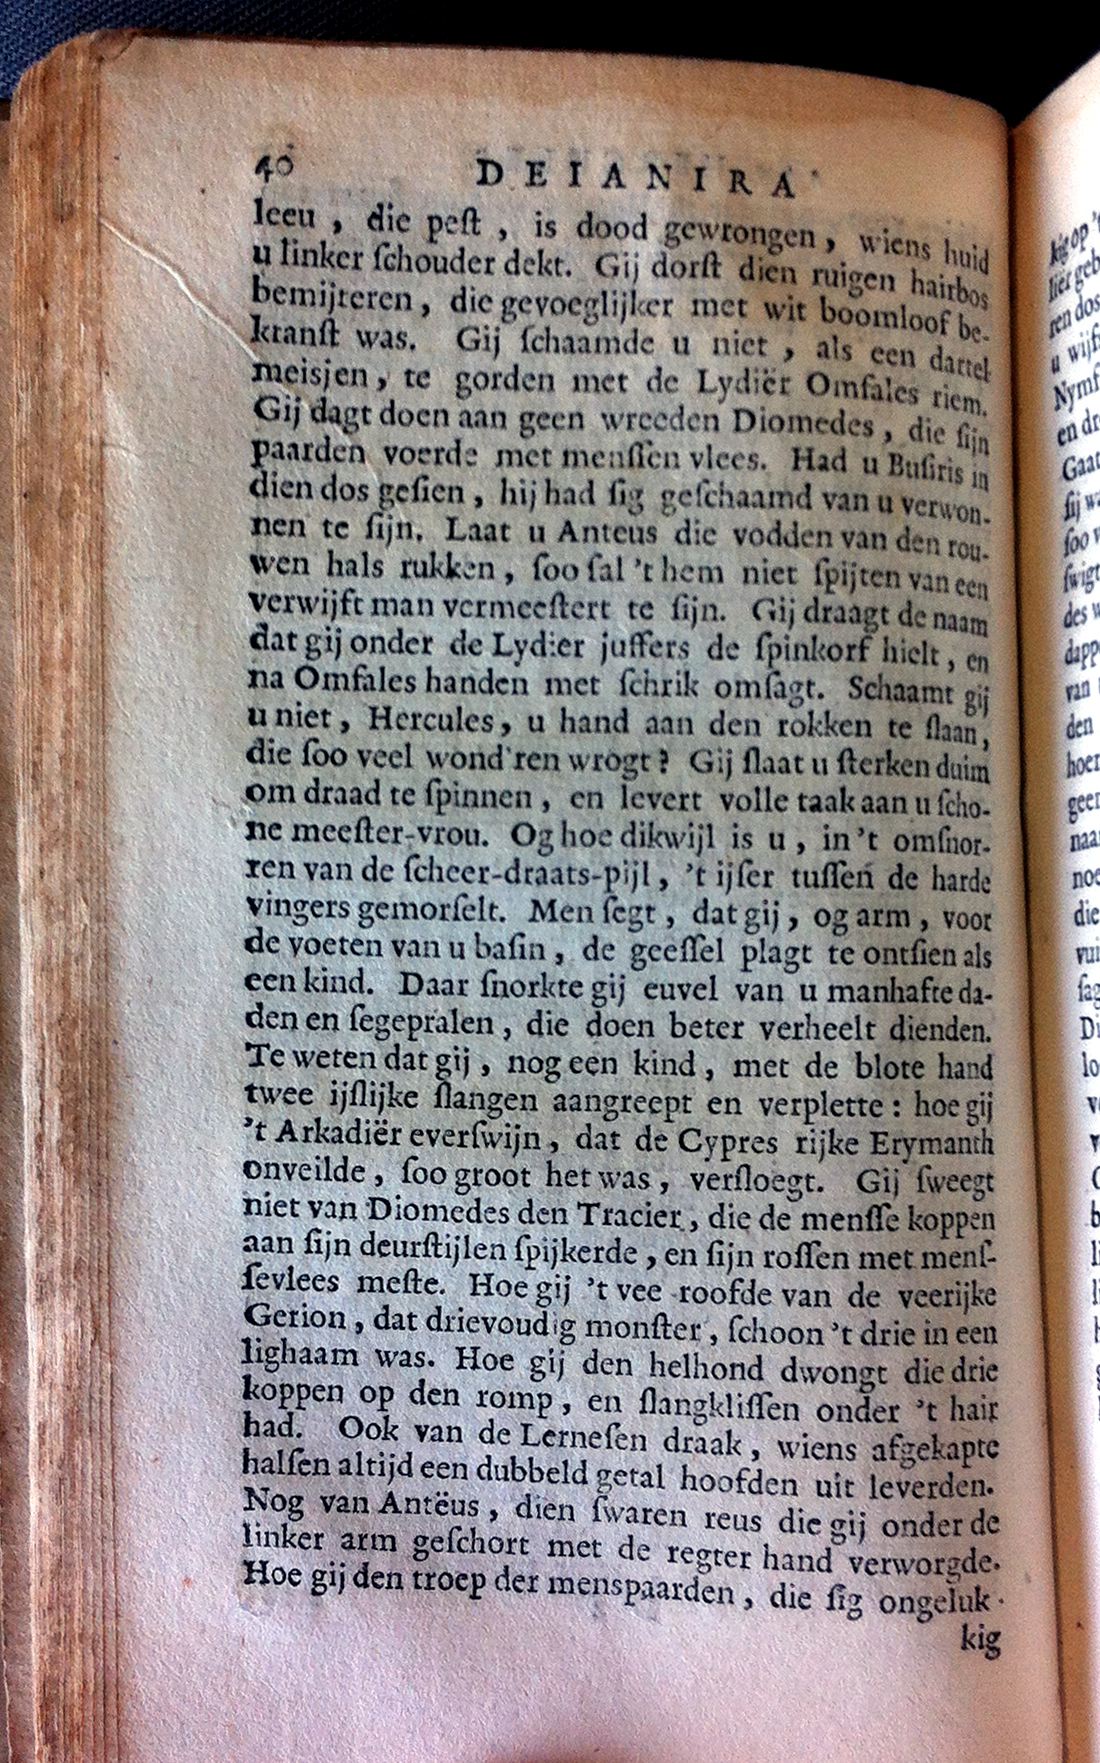 40 DEIANIRA
leeu, die peſt, is dood gewrongen, wiens huid
u linker ſchouder dekt. Gij dorſt dien ruigen hairbos
bemijteren, die gevoeglijker met wit boomloof be-
kranſt was. Gij ſchaamde u niet, als een dartel
meisjen, te gorden met de Lydiër Omfales riem.
Gij dagt doen aan geen wreeden Diomedes, die ſijn
paarden voerde met menſſen vlees. Had u Buſiris in
dien dos geſien, hij had ſig geſchaamd van u verwon-
nen te ſijn. Laat u Anteus die vodden van den rou-
wen hals rukken, ſoo ſal 't hem niet ſpijten van een
verwijft man vermeeſtert te ſijn. Gij draagt de naam
dat gij onder de Lydier juffers de ſpinkorf hielt, en
na Omfales handen met ſchrik omſagt. Schaamt gij
u niet, Hercules, u hand aan den rokken te ſlaan,
die ſoo veel wond'ren wrogt? Gij ſlaat u ſterken duim
om draad te ſpinnen, en levert volle taak aan u ſcho-
ne meeſter-vrou. Og hoe dikwijl is u, in 't omſnor-
ren van de ſcheer-draats-pijl, 't ijſer tuſſen de harde
vingers gemorſelt. Men ſegt, dat gij, og arm, voor
de voeten van u baſin, de geeſſel plagt te ontſien als
een kind. Daar ſnorkte gij euvel van u manhafte da-
den en ſegepralen, die doen beter verheelt dienden.
Te weten dat gij, nog een kind, met de blote hand
twee ijſlijke ſlangen aangreept en verplette: hoe gij
't Arkadiër everſwijn, dat de Cypres rijke Erymanth
onveilde, ſoo groot het was, verſloegt. Gij ſweegt
niet van Diomedes den Tracier, die de menſſe koppen
aan ſijn deurſtijlen ſpijkerde, en ſijn roſſen met menſ-
ſevlees meſte. Hoe gij 't vee roofde van de veerijke
Gerion, dat drievoudig monſter, ſchoon 't drie in een
lighaam was. Hoe gij den helhond dwongt die drie
koppen op den romp, en ſlangkliſſen onder 't hair
had. Ook van de Lerneſen draak, wiens afgekapte
halſen altijd een dubbeld getal hoofden uit leverden.
Nog van Antëus, dien ſwaren reus die gij onder de
linker arm geſchort met de regter hand verworgde.
Hoe gij den troep der menspaarden, die ſig ongeluk-
kig